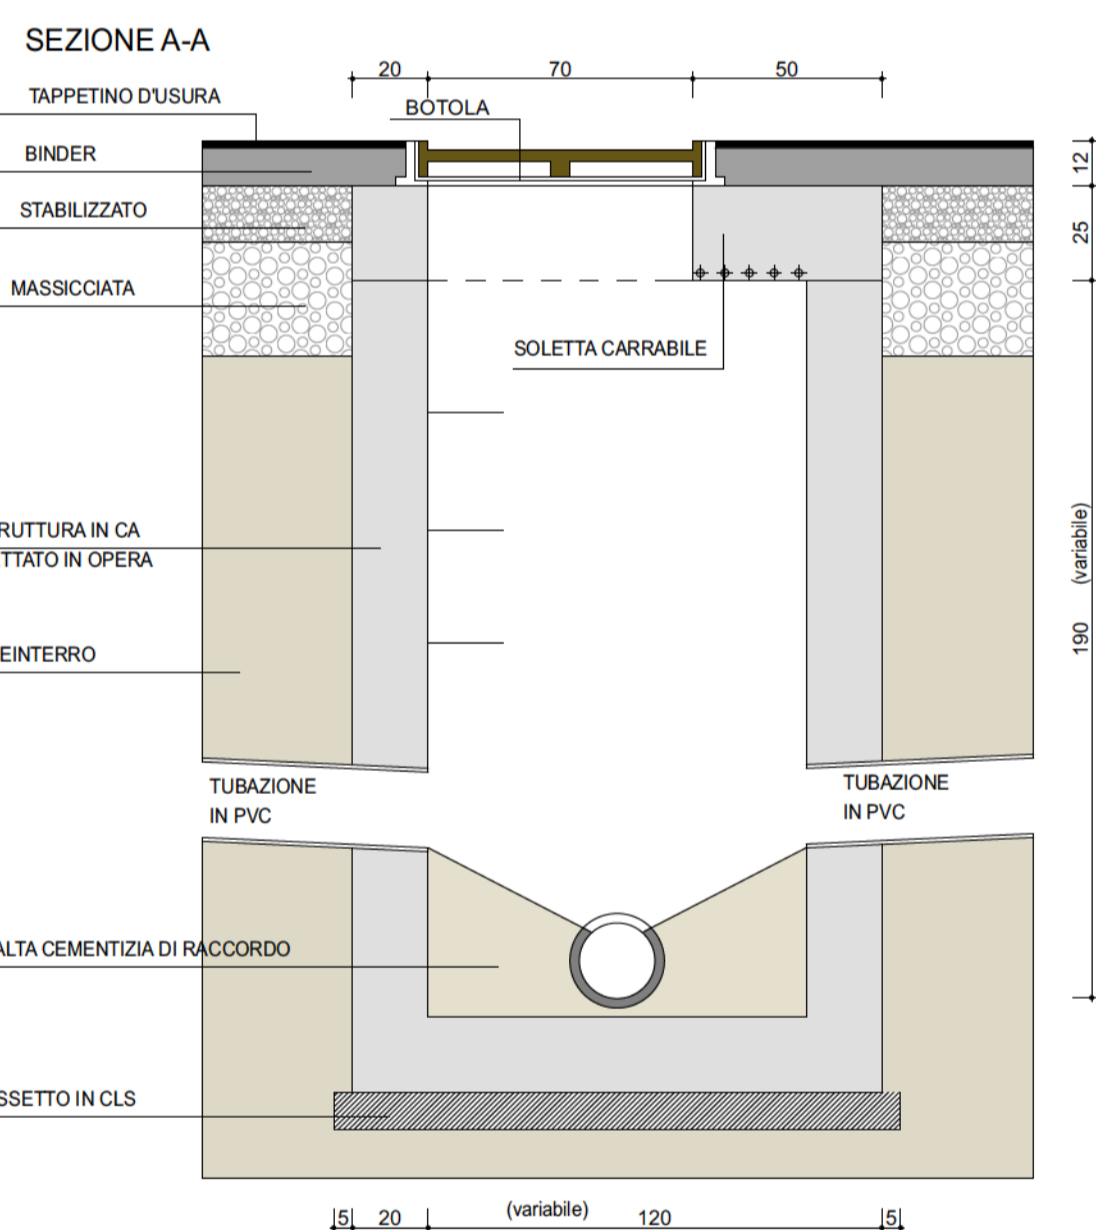 SEZIONE A-A
20 70 50
TAPPETINO D'USURA
BOTOLA
BINDER
12
STABILIZZATO
25
MASSICCIATA
SOLETTA CARRABILE
RUTTURA IN CA
TTATO IN OPERA
190 (variabile)
EINTERRO
TUBAZIONE
IN PVC
TUBAZIONE
IN PVC
ALTA CEMENTIZIA DI RACCORDO
SSETTO IN CLS
(variabile)
5 20 120 5